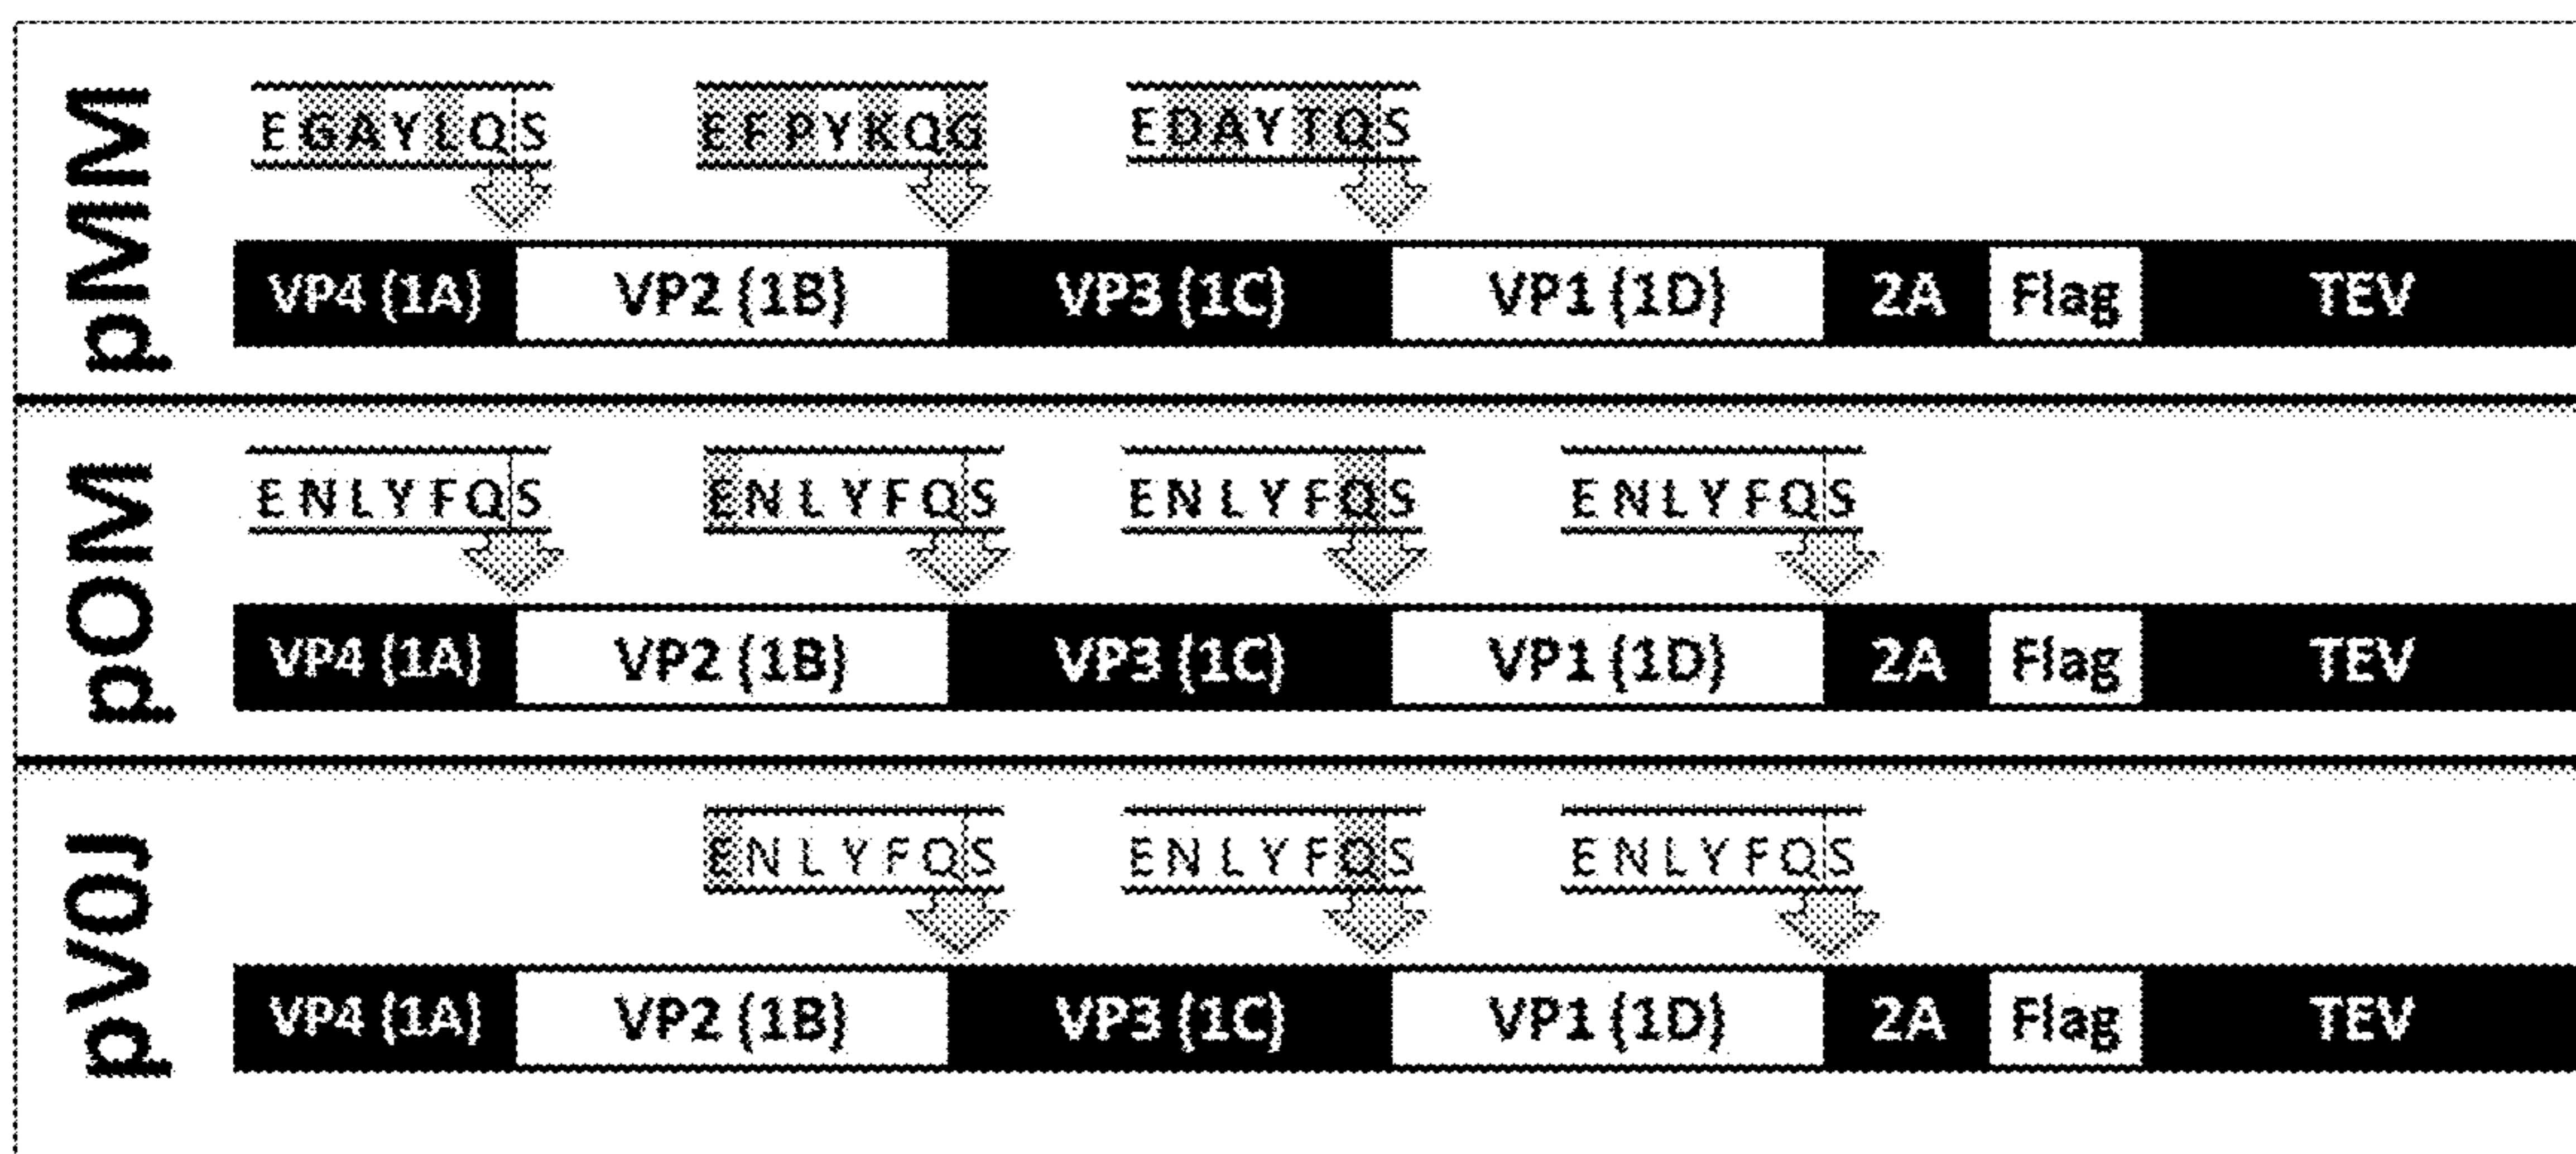 pMM
EGAYLQS EFPYKQG EDAYTQS
VP4 (1A) VP2 (1B) VP3 (1C) VP1 (1D) 2A Flag TEV
pOM
ENLYFQS ENLYFQS ENLYFQS ENLYFQS
VP4 (1A) VP2 (1B) VP3 (1C) VP1 (1D) 2A Flag TEV
pV0J
ENLYFQS ENLYFQS ENLYFQS
VP4 (1A) VP2 (1B) VP3 (1C) VP1 (1D) 2A Flag TEV